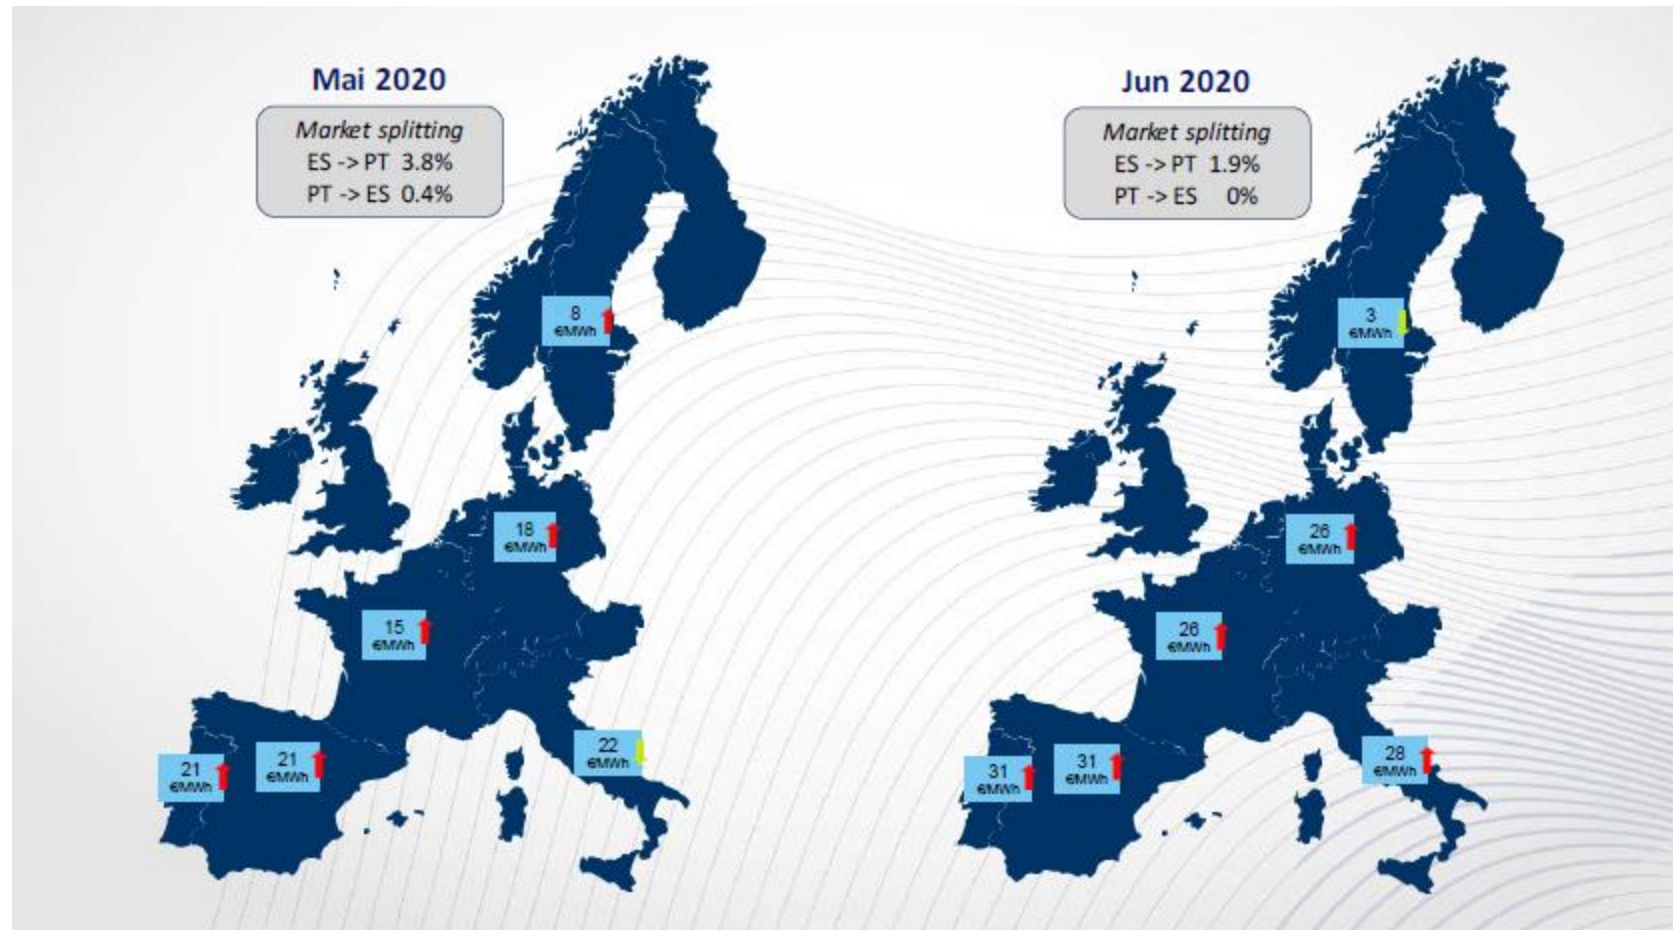 Mai 2020
Market splitting
ES -> PT 3.8%
PT -> ES 0.4%
8
€/MWh
18
€/MWh
15
€/MWh
22
€/MWh
21
€/MWh
21
€/MWh
Jun 2020
Market splitting
ES -> PT 1.9%
PT -> ES 0%
3
€/MWh
26
€/MWh
26
€/MWh
28
€/MWh
31
€/MWh
31
€/MWh